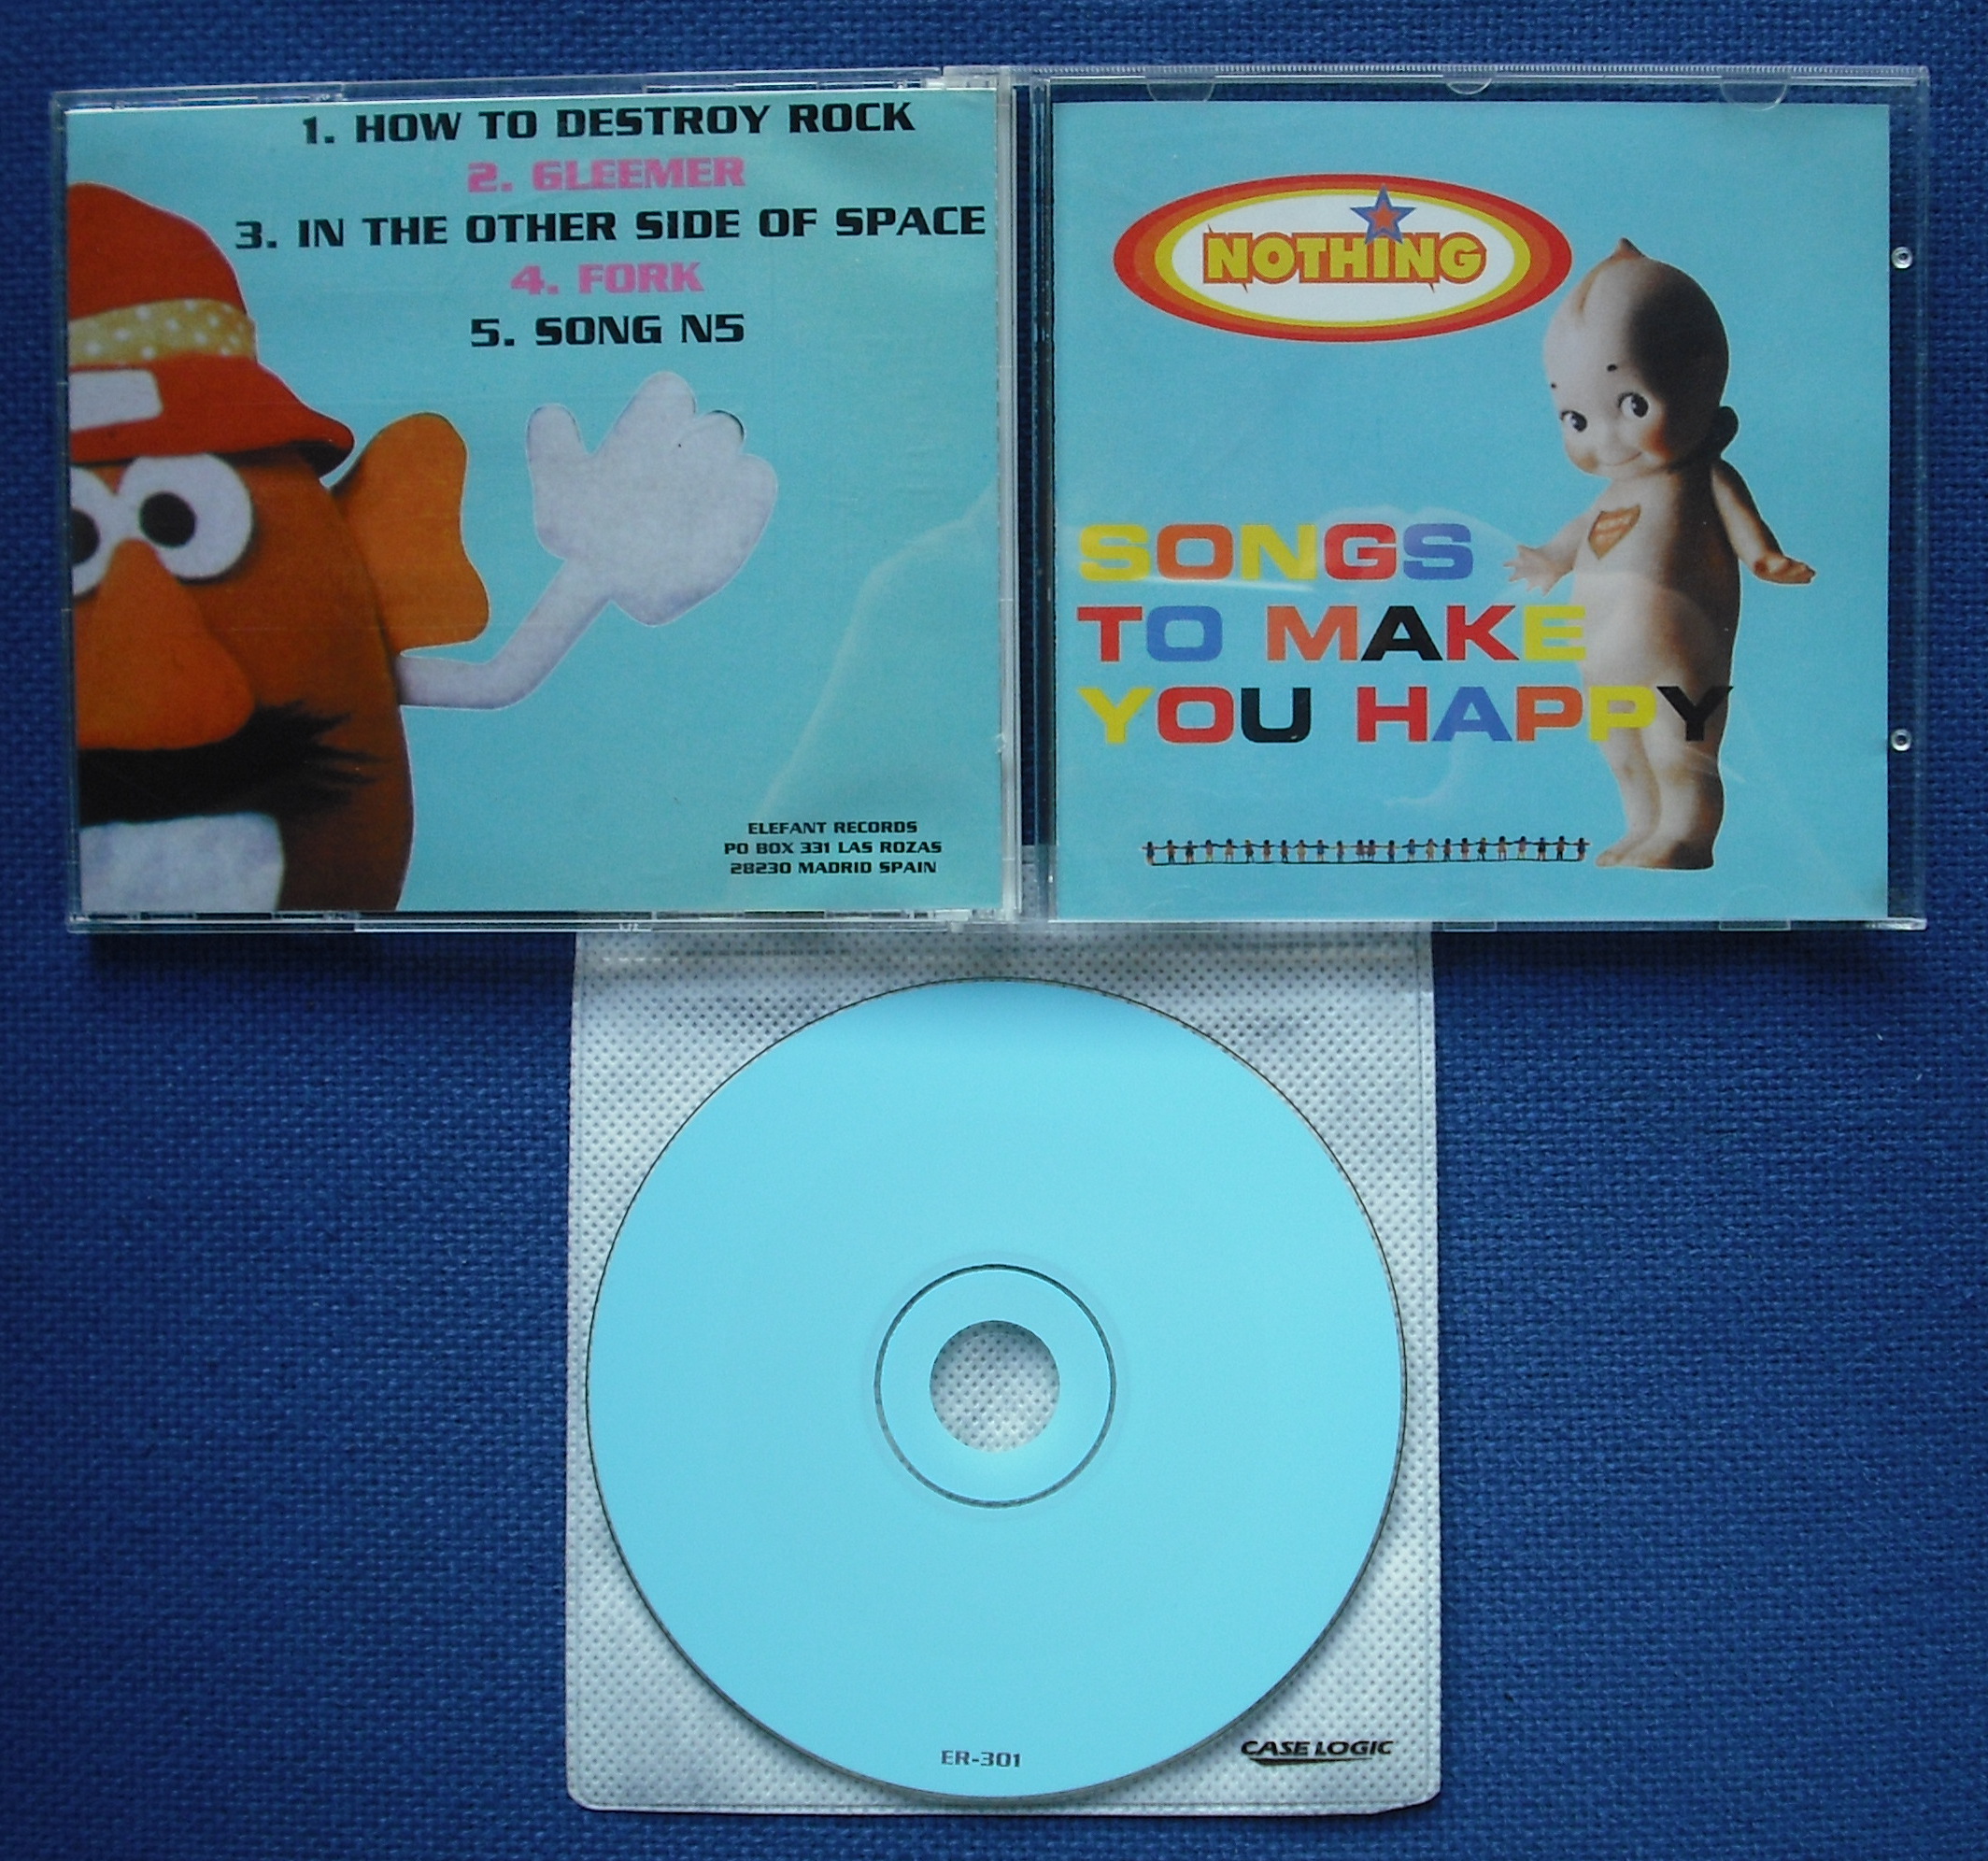 1. HOW TO DESTROY ROCK
2. GLEEMER
3. IN THE OTHER SIDE OF SPACE
4. FORK
5. SONG N5
ELEFANT RECORDS
PO BOX 331 LAS ROZAS
28230 MADRID SPAIN
NOTHING
SONGS
TO MAKE
YOU HAPPY
ER-301
CASE LOGIC